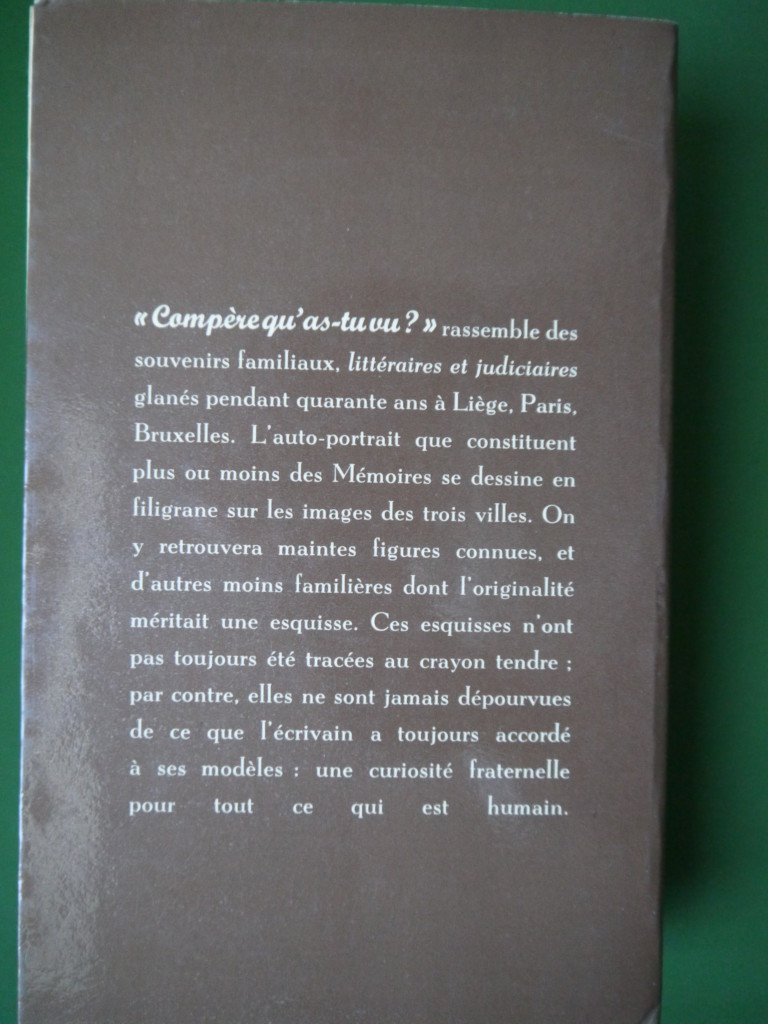 « Compère qu'as-tu vu ? » rassemble des
souvenirs familiaux, littéraires et judiciaires
glanés pendant quarante ans à Liège, Paris,
Bruxelles. L'auto-portrait que constituent
plus ou moins des Mémoires se dessine en
filigrane sur les images des trois villes. On
y retrouvera maintes figures connues, et
d'autres moins familières dont l'originalité
méritait une esquisse. Ces esquisses n'ont
pas toujours été tracées au crayon tendre ;
par contre, elles ne sont jamais dépourvues
de ce que l'écrivain a toujours accordé
à ses modèles : une curiosité fraternelle
pour tout ce qui est humain.